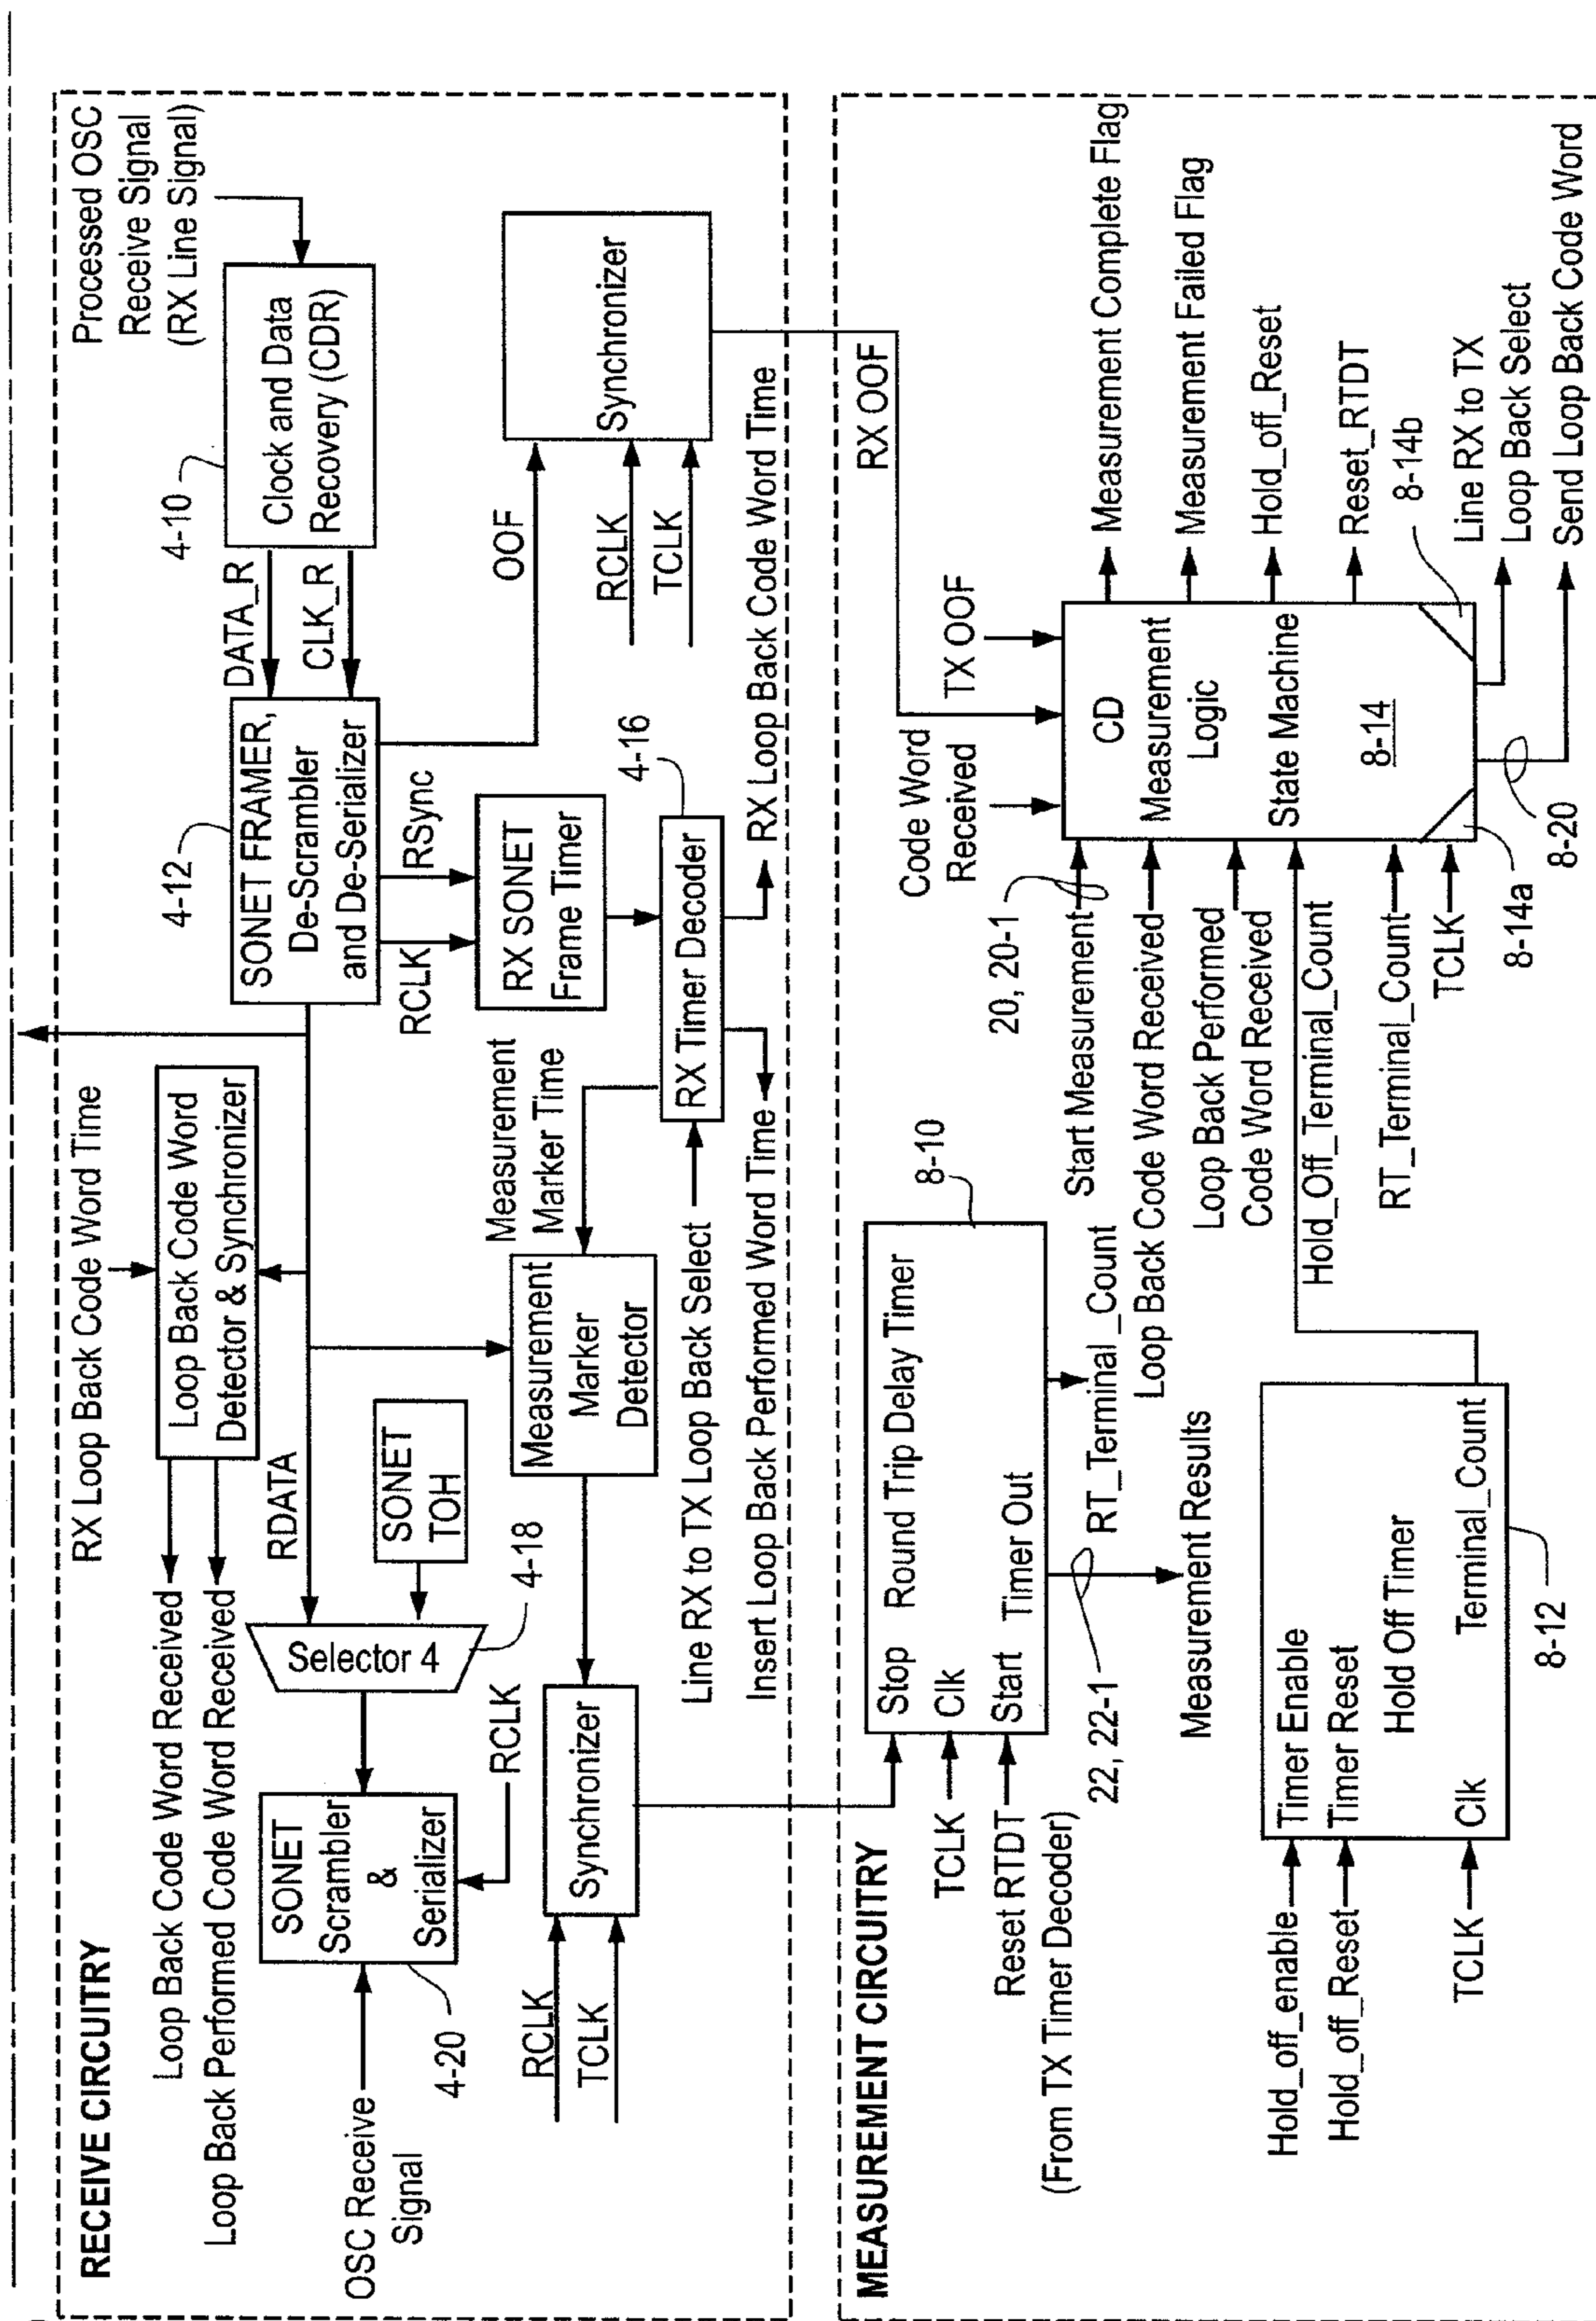 RECEIVE CIRCUITRY
RX Loop Back Code Word Time
Processed OSC
Receive Signal
(RX Line Signal)
Loop Back Code Word Received
Loop Back Performed Code Word Received
Loop Back Code Word
Detector & Synchronizer
4-12
4-10
SONET FRAMER,
De-Scrambler
and De-Serializer
DATA_R
CLK_R
Clock and Data
Recovery (CDR)
OSC Receive
Signal
SONET
Scrambler
&
Serializer
4-20
Selector 4
4-18
RDATA
SONET
TOH
RCLK
RCLK
RSync
OOF
RX SONET
Frame Timer
Synchronizer
RCLK
TCLK
Measurement
Marker Time
Measurement
Marker
Detector
4-16
RX Timer Decoder
RCLK
TCLK
Synchronizer
Line RX to TX Loop Back Select
Insert Loop Back Performed Word Time
RX Loop Back Code Word Time
MEASUREMENT CIRCUITRY
Stop
Round Trip Delay Timer
Clk
Start
Timer Out
8-10
TCLK
Reset RTDT
(From TX Timer Decoder)
22, 22-1
RT_Terminal_Count
Measurement Results
RX OOF
Code Word
Received
TX OOF
20, 20-1
Start Measurement
Loop Back Code Word Received
Loop Back Performed
Code Word Received
Hold_Off_Terminal_Count
RT_Terminal_Count
TCLK
CD
Measurement
Logic
State Machine
8-14
8-14a
8-14b
8-20
Measurement Complete Flag
Measurement Failed Flag
Hold_off_Reset
Reset_RTDT
Line RX to TX
Loop Back Select
Send Loop Back Code Word
Hold_off_enable
Hold_off_Reset
TCLK
Timer Enable
Timer Reset
Hold Off Timer
Clk
Terminal_Count
8-12